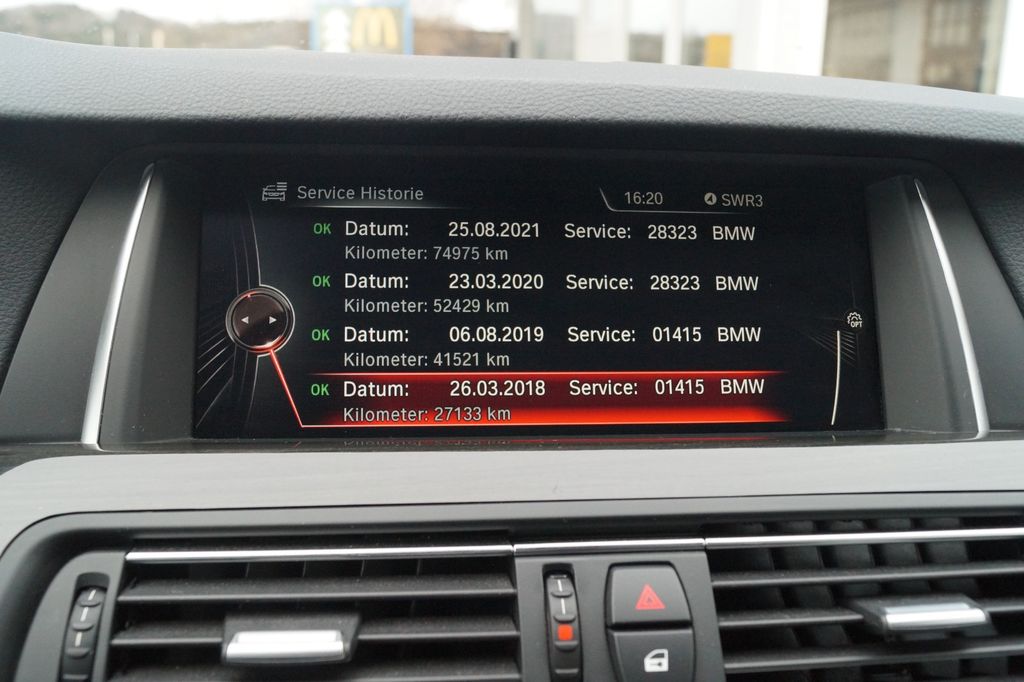 Service Historie 16:20 SWR3
OK Datum: 25.08.2021 Service: 28323 BMW
Kilometer: 74975 km
OK Datum: 23.03.2020 Service: 28323 BMW
Kilometer: 52429 km
OK Datum: 06.08.2019 Service: 01415 BMW
Kilometer: 41521 km
OPT
OK Datum: 26.03.2018 Service: 01415 BMW
Kilometer: 27133 km